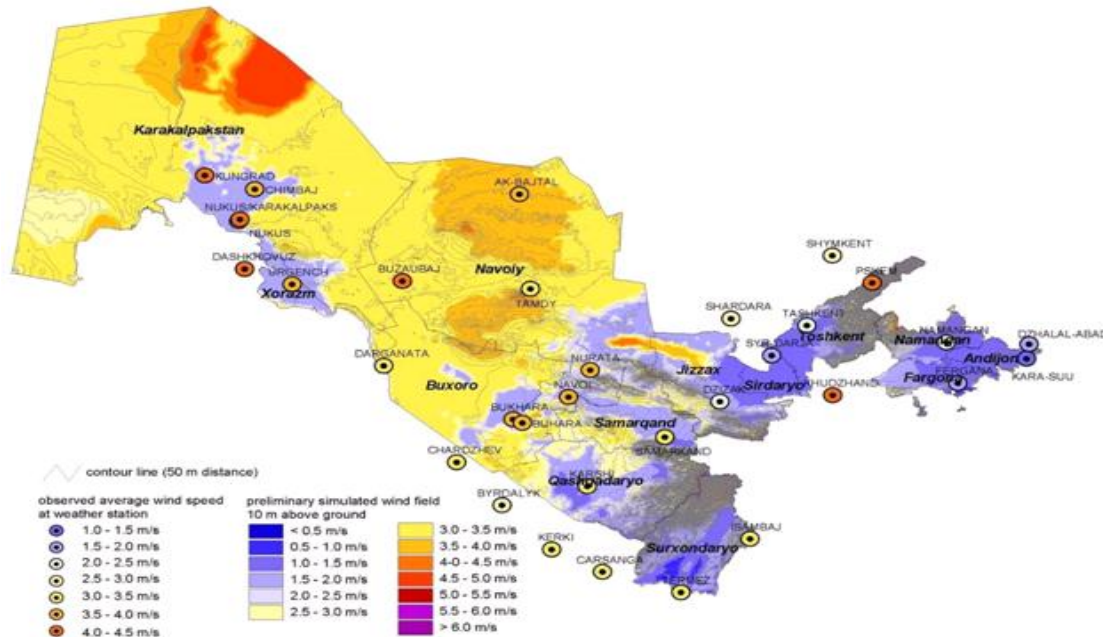 Karakalpakstan
KUNGRAD
CHIMBAJ
AK-BAJTAL
NUKUS/KARAKALPAKS
NUKUS
SHYMKENT
DASHKHOVUZ
URGENCH
BUZAUBAJ
Navoiy
PSKEM
Xorazm
TAMDY
SHARDARA
TASHKENT
Toshkent
NAMANGAN
Namangan
DZHALAL-ABAD
SYR-DARJA
Andijon
DARGANATA
NURATA
Jizzax
FERGANA
KARA-SUU
Buxoro
Sirdaryo
KHUDZHAND
Fargona
NAVOI
DZIZAK
BUKHARA
BUHARA
Samarqand
SAMARKAND
CHARDZHEV
KARSHI
Qashqadaryo
BYRDALYK
ISAMBAJ
KERKI
Surxondaryo
CARSANGA
TERMEZ
contour line (50 m distance)
observed average wind speed
at weather station
1.0 - 1.5 m/s
1.5 - 2.0 m/s
2.0 - 2.5 m/s
2.5 - 3.0 m/s
3.0 - 3.5 m/s
3.5 - 4.0 m/s
4.0 - 4.5 m/s
preliminary simulated wind field
10 m above ground
< 0.5 m/s
0.5 - 1.0 m/s
1.0 - 1.5 m/s
1.5 - 2.0 m/s
2.0 - 2.5 m/s
2.5 - 3.0 m/s
3.0 - 3.5 m/s
3.5 - 4.0 m/s
4-0 - 4.5 m/s
4.5 - 5.0 m/s
5.0 - 5.5 m/s
5.5 - 6.0 m/s
> 6.0 m/s